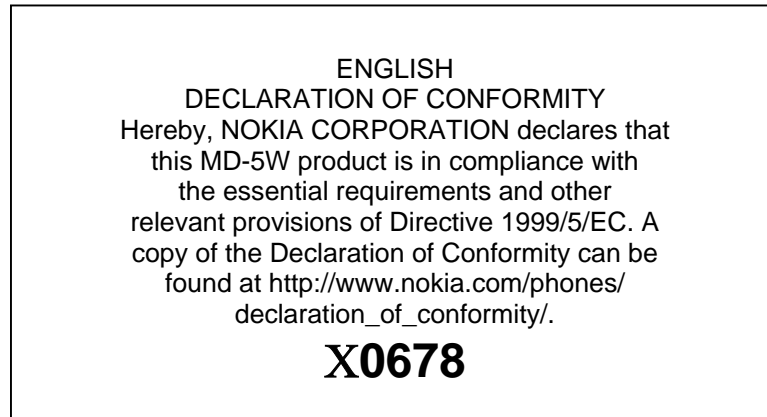 ENGLISH
DECLARATION OF CONFORMITY
Hereby, NOKIA CORPORATION declares that
this MD-5W product is in compliance with
the essential requirements and other
relevant provisions of Directive 1999/5/EC. A
copy of the Declaration of Conformity can be
found at http://www.nokia.com/phones/
declaration_of_conformity/.
X0678